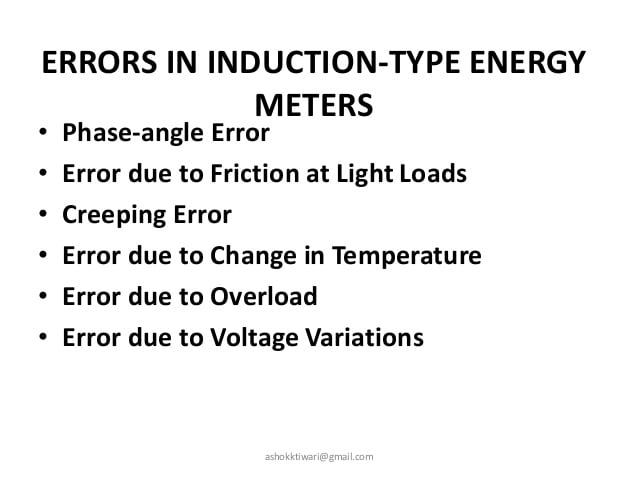 ERRORS IN INDUCTION-TYPE ENERGY
METERS
• Phase-angle Error
• Error due to Friction at Light Loads
• Creeping Error
• Error due to Change in Temperature
• Error due to Overload
• Error due to Voltage Variations
ashokktiwari@gmail.com